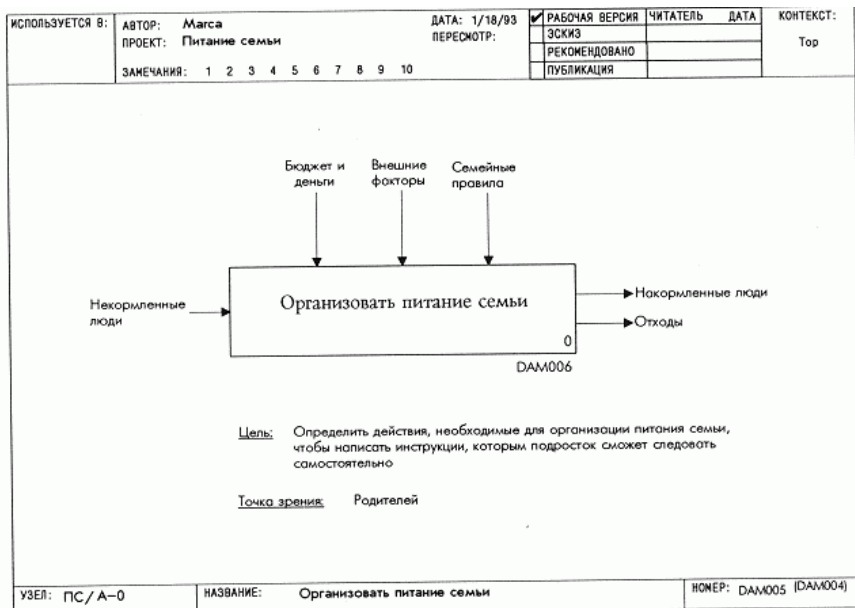 ИСПОЛЬЗУЕТСЯ В:
АВТОР: Marca
ДАТА: 1/18/93
ПРОЕКТ: Питание семьи
ПЕРЕСМОТР:
ЗАМЕЧАНИЯ: 1 2 3 4 5 6 7 8 9 10
✔ РАБОЧАЯ ВЕРСИЯ
ЭСКИЗ
РЕКОМЕНДОВАНО
ПУБЛИКАЦИЯ
ЧИТАТЕЛЬ ДАТА
КОНТЕКСТ:
Top
Бюджет и
деньги
Внешние
факторы
Семейные
правила
Некормленные
люди
Организовать питание семьи
0
Накормленные люди
Отходы
DAM006
Цель: Определить действия, необходимые для организации питания семьи,
чтобы написать инструкции, которым подросток сможет следовать
самостоятельно
Точка зрения: Родителей
УЗЕЛ: ПС/А-0
НАЗВАНИЕ: Организовать питание семьи
НОМЕР: DAM005 (DAM004)